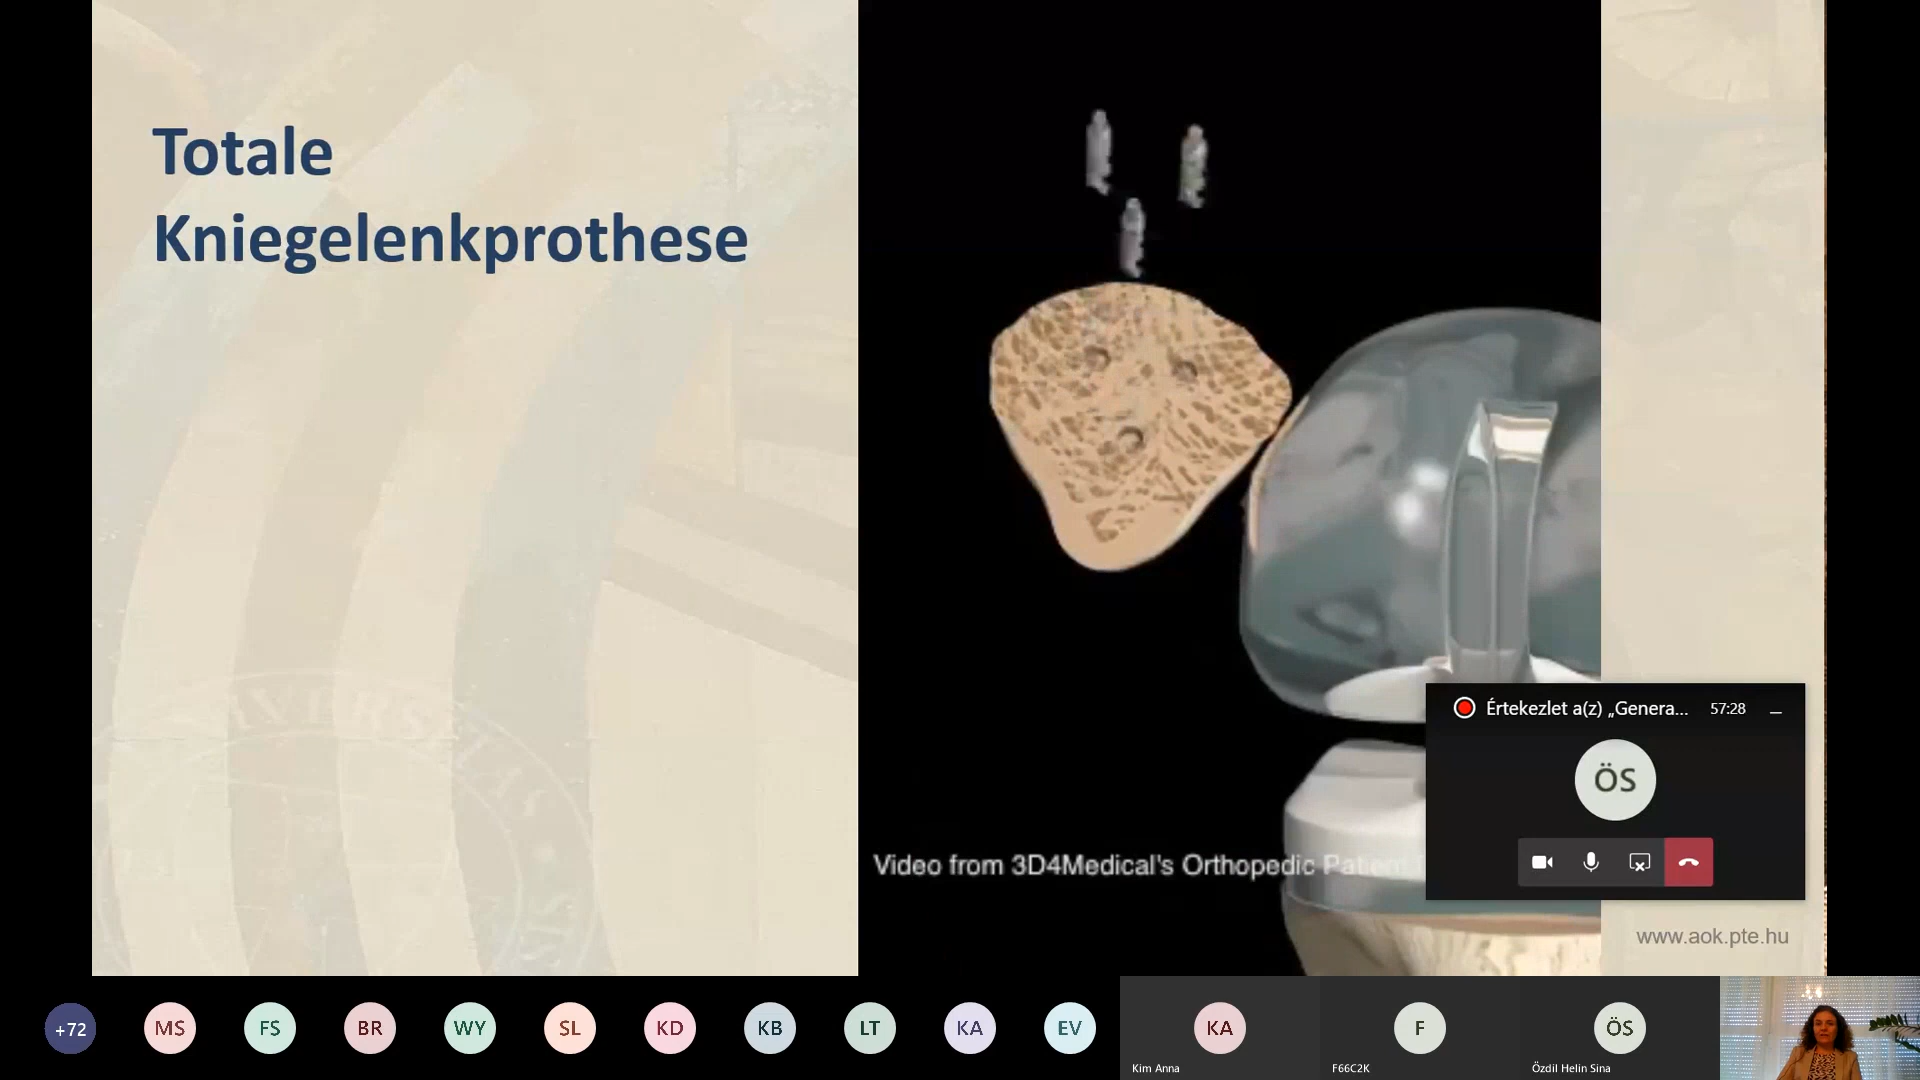 Totale
Kniegelenkprothese
Video from 3D4Medical's Orthopedic Patient
Értekezlet a(z) „Genera...
57:28
ÖS
www.aok.pte.hu
+72
MS
FS
BR
WY
SL
KD
KB
LT
KA
EV
KA
F
ÖS
Kim Anna
F66C2K
Özdil Helin Sina